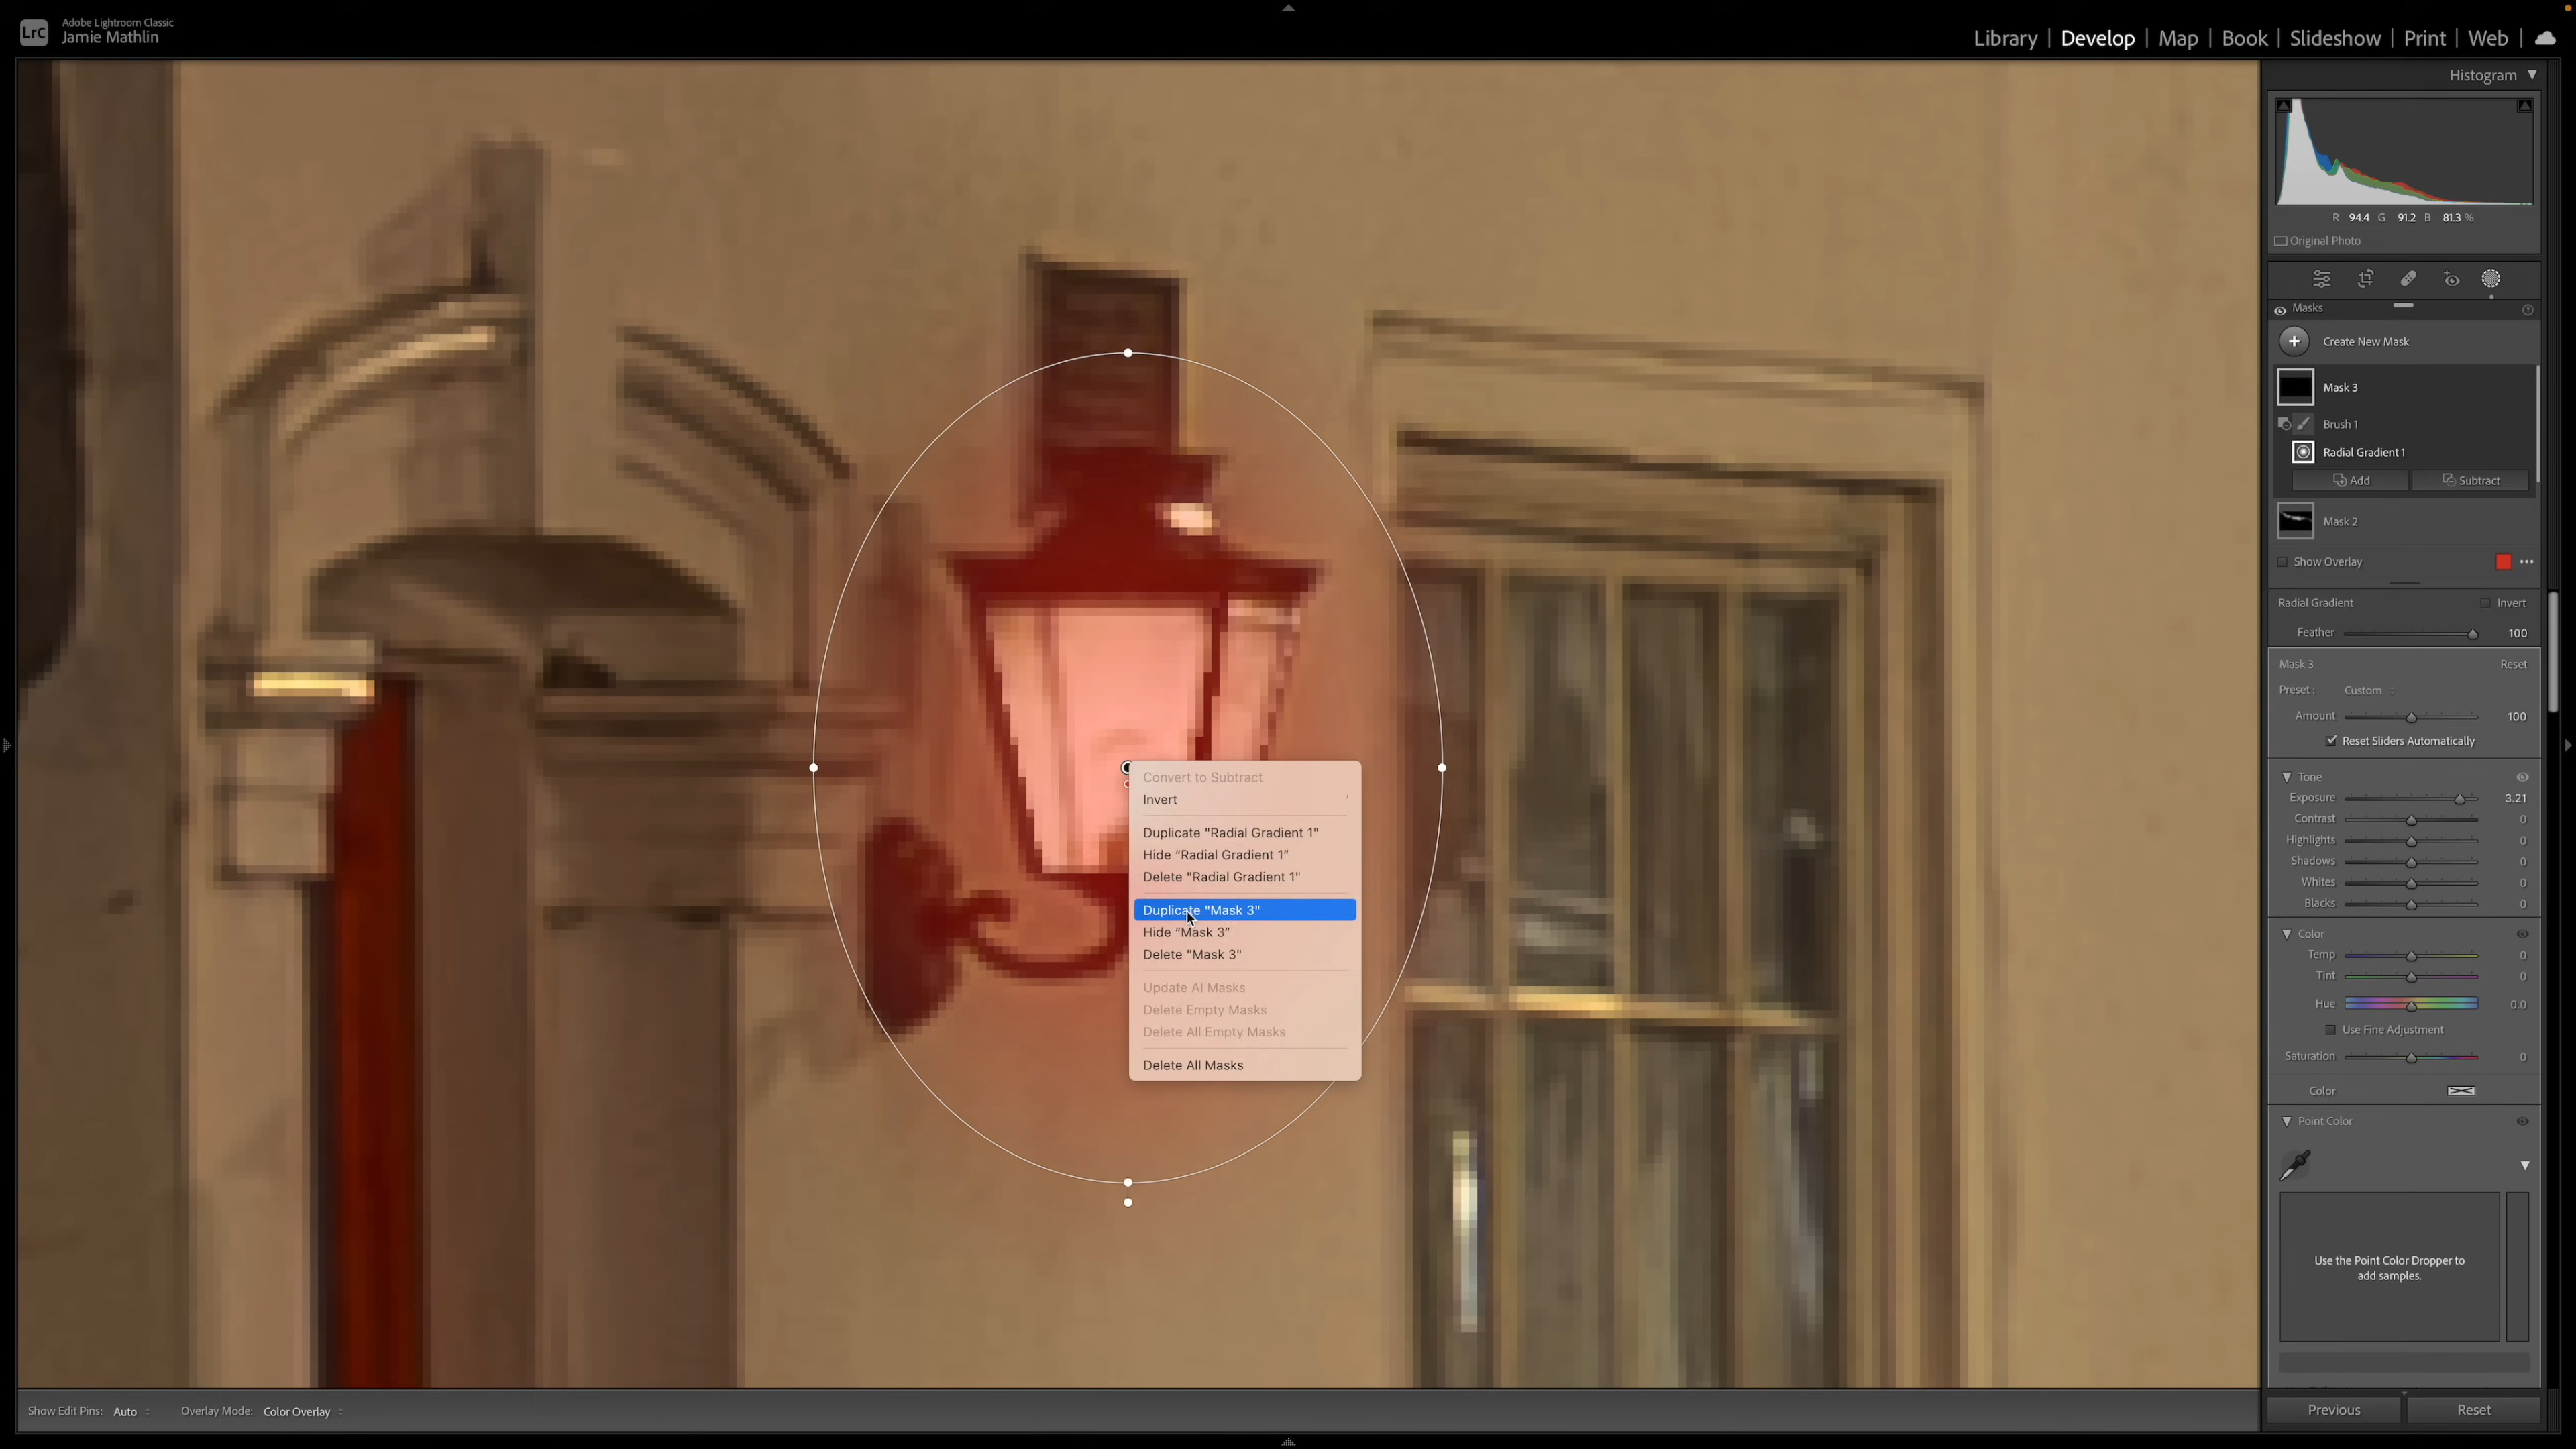 LrC
Adobe Lightroom Classic
Jamie Mathlin
Library | Develop | Map | Book | Slideshow | Print | Web |
Histogram
R 94.4 G 91.2 B 81.3 %
Original Photo
Masks
Create New Mask
Mask 3
Brush 1
Radial Gradient 1
Add
Subtract
Mask 2
Show Overlay
Radial Gradient
Invert
Feather 100
Mask 3 Reset
Preset : Custom
Amount 100
Reset Sliders Automatically
Tone
Exposure 3.21
Contrast 0
Highlights 0
Shadows 0
Whites 0
Blacks 0
Color
Temp 0
Tint 0
Hue 0.0
Use Fine Adjustment
Saturation 0
Color
Point Color
Use the Point Color Dropper to
add samples.
Previous
Reset
Convert to Subtract
Invert '
Duplicate "Radial Gradient 1"
Hide “Radial Gradient 1”
Delete "Radial Gradient 1"
Duplicate "Mask 3"
Hide “Mask 3”
Delete "Mask 3"
Update AI Masks
Delete Empty Masks
Delete All Empty Masks
Delete All Masks
Show Edit Pins: Auto
Overlay Mode: Color Overlay